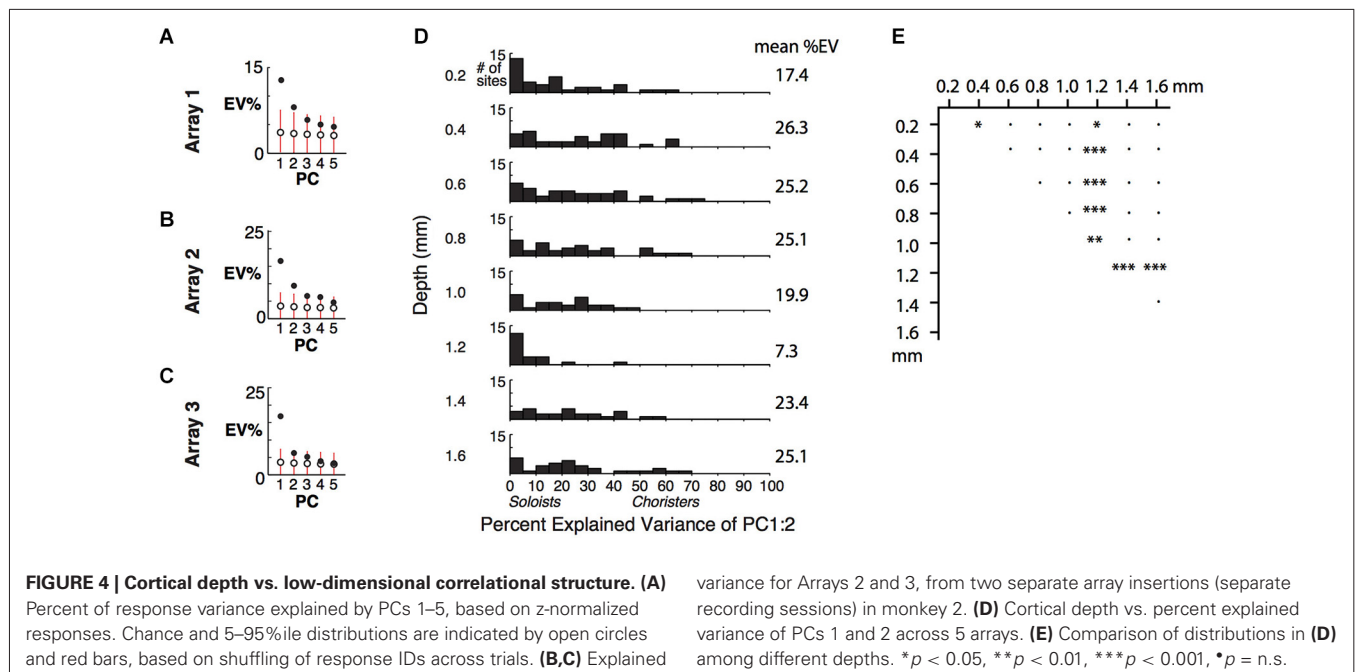 A
Array 1
15
EV%
0
1 2 3 4 5
PC
B
Array 2
25
EV%
0
1 2 3 4 5
PC
C
Array 3
25
EV%
0
1 2 3 4 5
PC
D
mean %EV
Depth (mm)
15
# of
sites
0.2
17.4
15
0.4
26.3
15
0.6
25.2
15
0.8
25.1
15
1.0
19.9
15
1.2
7.3
15
1.4
23.4
15
1.6
25.1
0 10 20 30 40 50 60 70 80 90 100
Soloists Choristers
Percent Explained Variance of PC1:2
E
0.2 0.4 0.6 0.8 1.0 1.2 1.4 1.6 mm
0.2 * · · · * · ·
0.4 · · · *** · ·
0.6 · · *** · ·
0.8 · *** · ·
1.0 ** · ·
1.2 *** ***
1.4 ·
1.6
mm
FIGURE 4 | Cortical depth vs. low-dimensional correlational structure. (A)
Percent of response variance explained by PCs 1–5, based on z-normalized
responses. Chance and 5–95%ile distributions are indicated by open circles
and red bars, based on shuffling of response IDs across trials. (B,C) Explained
variance for Arrays 2 and 3, from two separate array insertions (separate
recording sessions) in monkey 2. (D) Cortical depth vs. percent explained
variance of PCs 1 and 2 across 5 arrays. (E) Comparison of distributions in (D)
among different depths. *p < 0.05, **p < 0.01, ***p < 0.001, •p = n.s.